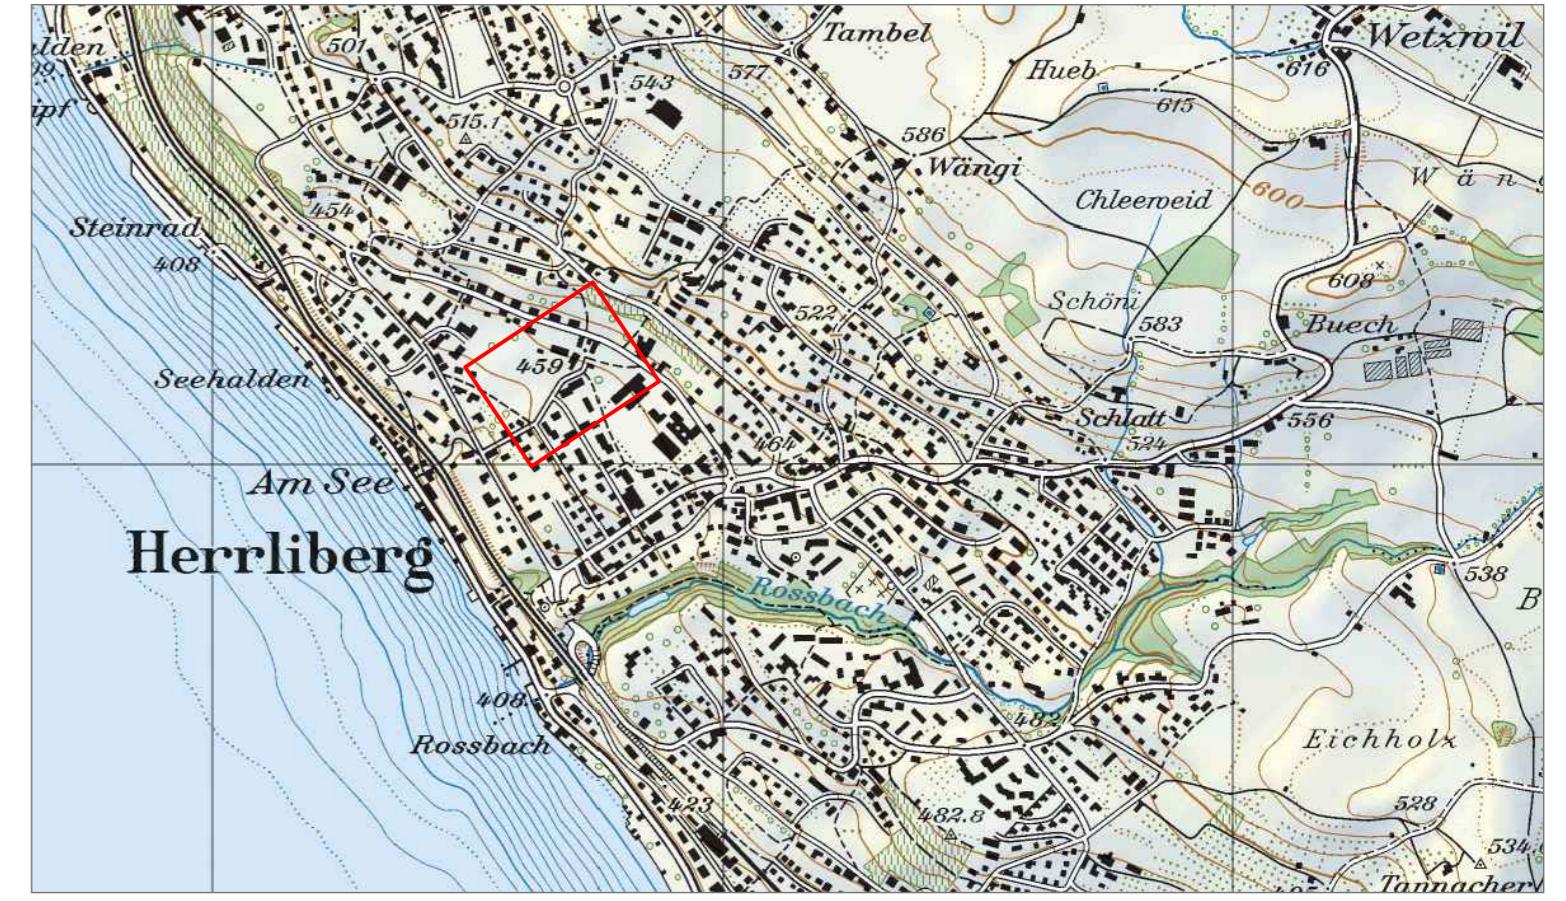 Tambel
Wetzwil
501
577
Hueb
616
543
615
515.1
586
Wängi
Chleeweid
600
454
Steinrad
408
608
Schöni
522
583
Buech
459
Seehalden
Schlatt
556
464
524
Am See
Herrliberg
538
Rossbach
B
408
482
Rossbach
Eichholz
423
482.8
528
534.
Tannacher